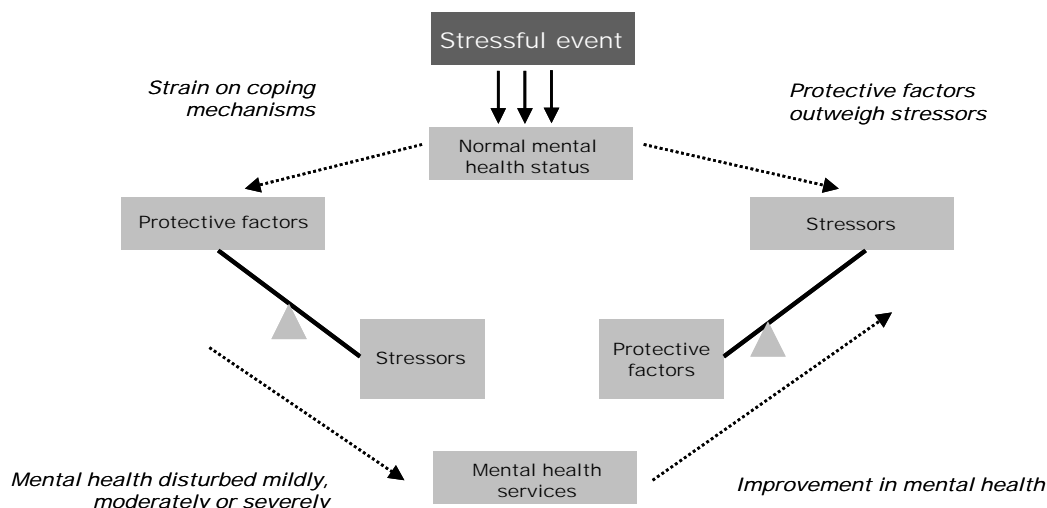 Stressful event
Strain on coping
mechanisms
Protective factors
outweigh stressors
Normal mental
health status
Protective factors
Stressors
Stressors
Protective
factors
Mental health disturbed mildly,
moderately or severely
Mental health
services
Improvement in mental health